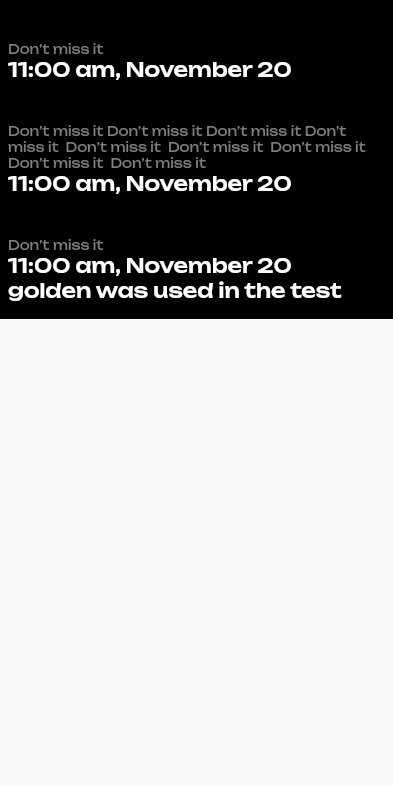 Don't miss it
11:00 am, November 20
Don't miss it Don't miss it Don't miss it Don't
miss it  Don't miss it  Don't miss it  Don't miss it
Don't miss it  Don't miss it
11:00 am, November 20
Don't miss it
11:00 am, November 20
golden was used in the test